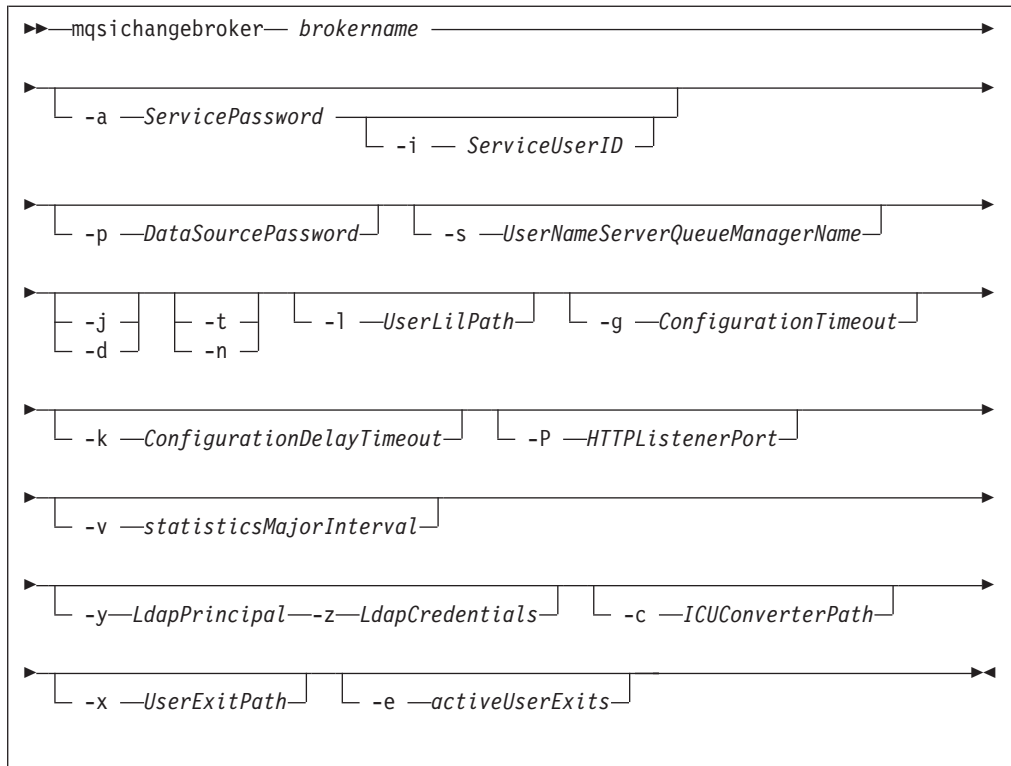 mqsichangebroker brokername
-a ServicePassword
-i ServiceUserID
-p DataSourcePassword -s UserNameServerQueueManagerName
-j -t -l UserLilPath -g ConfigurationTimeout
-d -n
-k ConfigurationDelayTimeout -P HTTPListenerPort
-v statisticsMajorInterval
-y LdapPrincipal -z LdapCredentials -c ICUConverterPath
-x UserExitPath -e activeUserExits